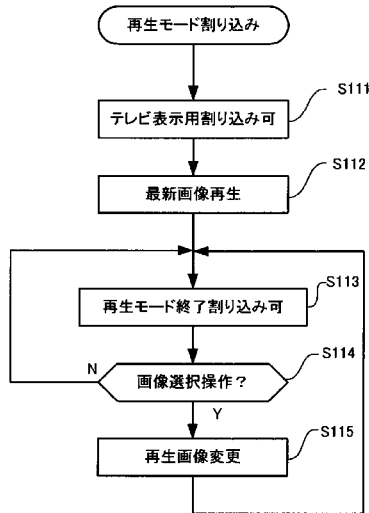 再生モード割り込み
S111
テレビ表示用割り込み可
S112
最新画像再生
S113
再生モード終了割り込み可
S114
画像選択操作？
N
Y
S115
再生画像変更